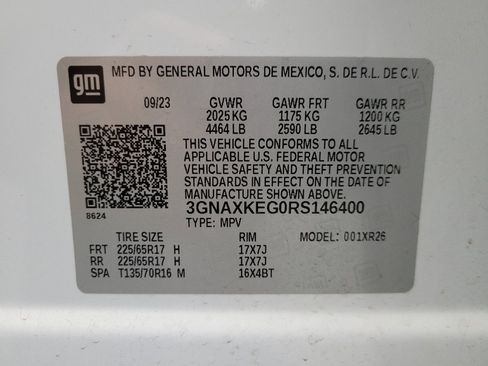 gm
MFD BY GENERAL MOTORS DE MEXICO, S. DE R.L. DE C.V.
09/23 GVWR GAWR FRT GAWR RR
2025 KG 1175 KG 1200 KG
4464 LB 2590 LB 2645 LB
THIS VEHICLE CONFORMS TO ALL
APPLICABLE U.S. FEDERAL MOTOR
VEHICLE SAFETY AND THEFT PREVENTION
STANDARDS IN EFFECT ON THE DATE OF
MANUFACTURE SHOWN ABOVE.
8624 3GNAXKEG0RS146400
TYPE: MPV
TIRE SIZE RIM MODEL: 001XR26
FRT 225/65R17 H 17X7J
RR 225/65R17 H 17X7J
SPA T135/70R16 M 16X4BT